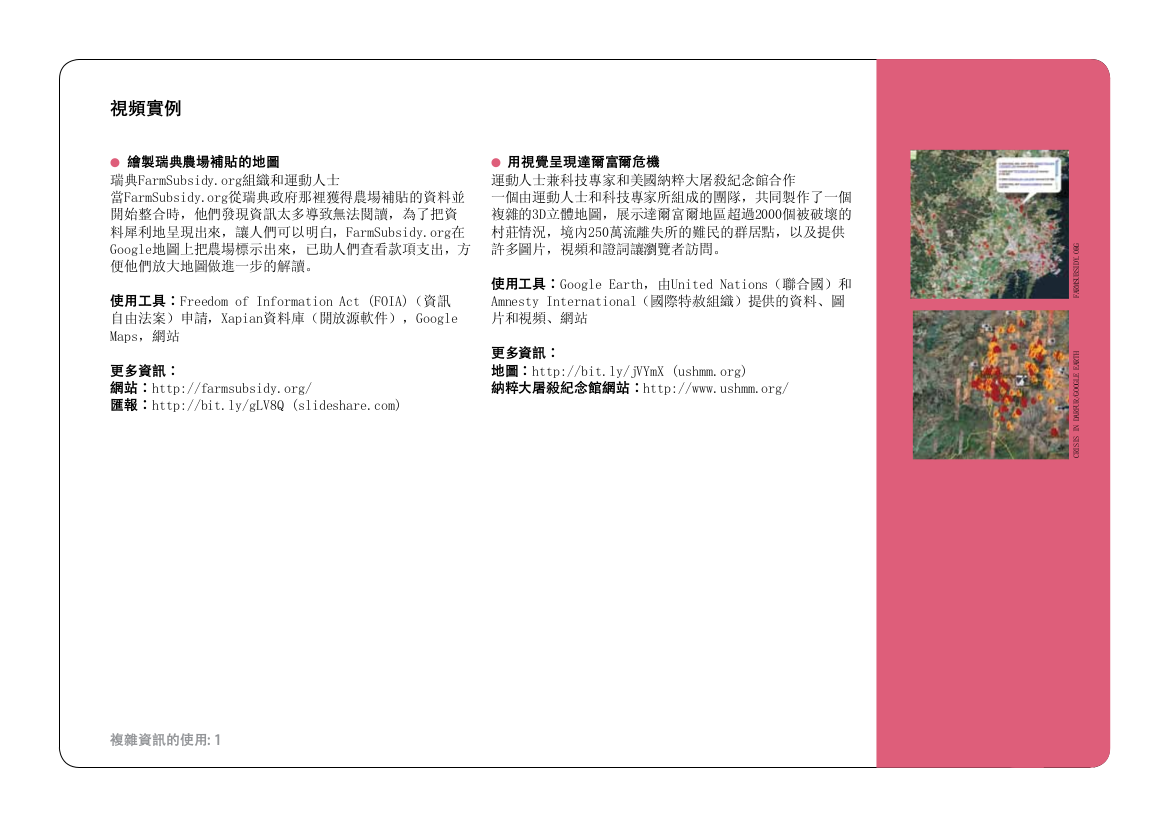 視頻實例
繪製瑞典農場補貼的地圖
瑞典FarmSubsidy.org組織和運動人士
當FarmSubsidy.org從瑞典政府那裡獲得農場補貼的資料並
開始整合時，他們發現資訊太多導致無法閱讀，為了把資
料犀利地呈現出來，讓人們可以明白，FarmSubsidy.org在
Google地圖上把農場標示出來，已助人們查看款項支出，方
便他們放大地圖做進一步的解讀。
使用工具：Freedom of Information Act (FOIA)（資訊
自由法案）申請，Xapian資料庫（開放源軟件），Google
Maps，網站
更多資訊：
網站：http://farmsubsidy.org/
匯報：http://bit.ly/gLV8Q (slideshare.com)
用視覺呈現達爾富爾危機
運動人士兼科技專家和美國納粹大屠殺紀念館合作
一個由運動人士和科技專家所組成的團隊，共同製作了一個
複雜的3D立體地圖，展示達爾富爾地區超過2000個被破壞的
村莊情況，境內250萬流離失所的難民的群居點，以及提供
許多圖片，視頻和證詞讓瀏覽者訪問。
使用工具：Google Earth，由United Nations（聯合國）和
Amnesty International（國際特赦組織）提供的資料、圖
片和視頻、網站
更多資訊：
地圖：http://bit.ly/jVYmX (ushmm.org)
納粹大屠殺紀念館網站：http://www.ushmm.org/
FARMSUBSIDY.ORG
CRISIS IN DARFUR/GOOGLE EARTH
複雜資訊的使用: 1